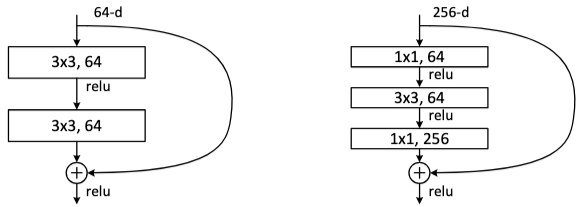 64-d
3x3, 64
relu
3x3, 64
+
relu
256-d
1x1, 64
relu
3x3, 64
relu
1x1, 256
+
relu